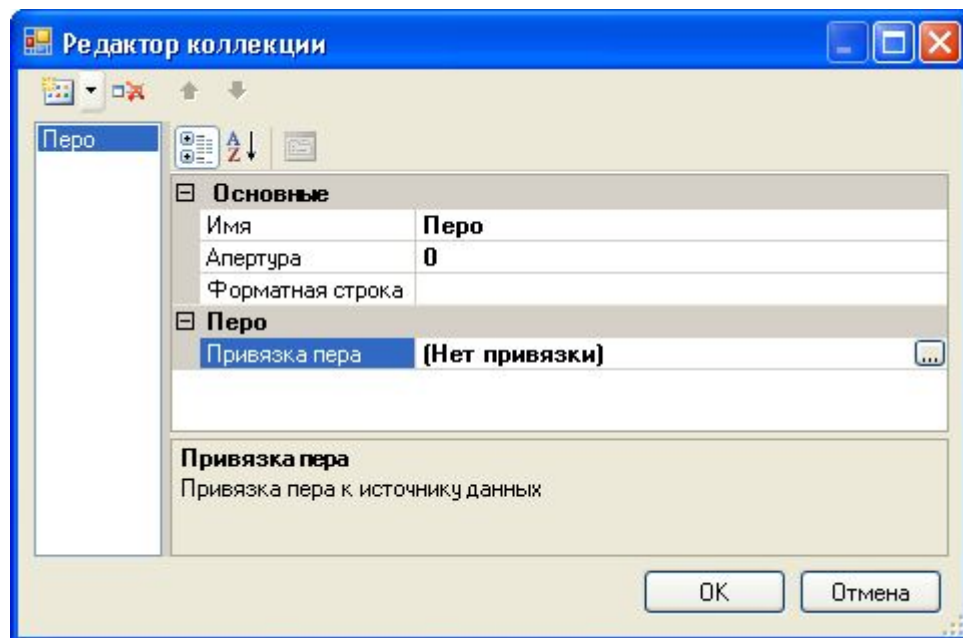 Редактор коллекции
Перо
A
Z
Основные
Имя Перо
Апертура 0
Форматная строка
Перо
Привязка пера (Нет привязки) ...
Привязка пера
Привязка пера к источнику данных
OK Отмена